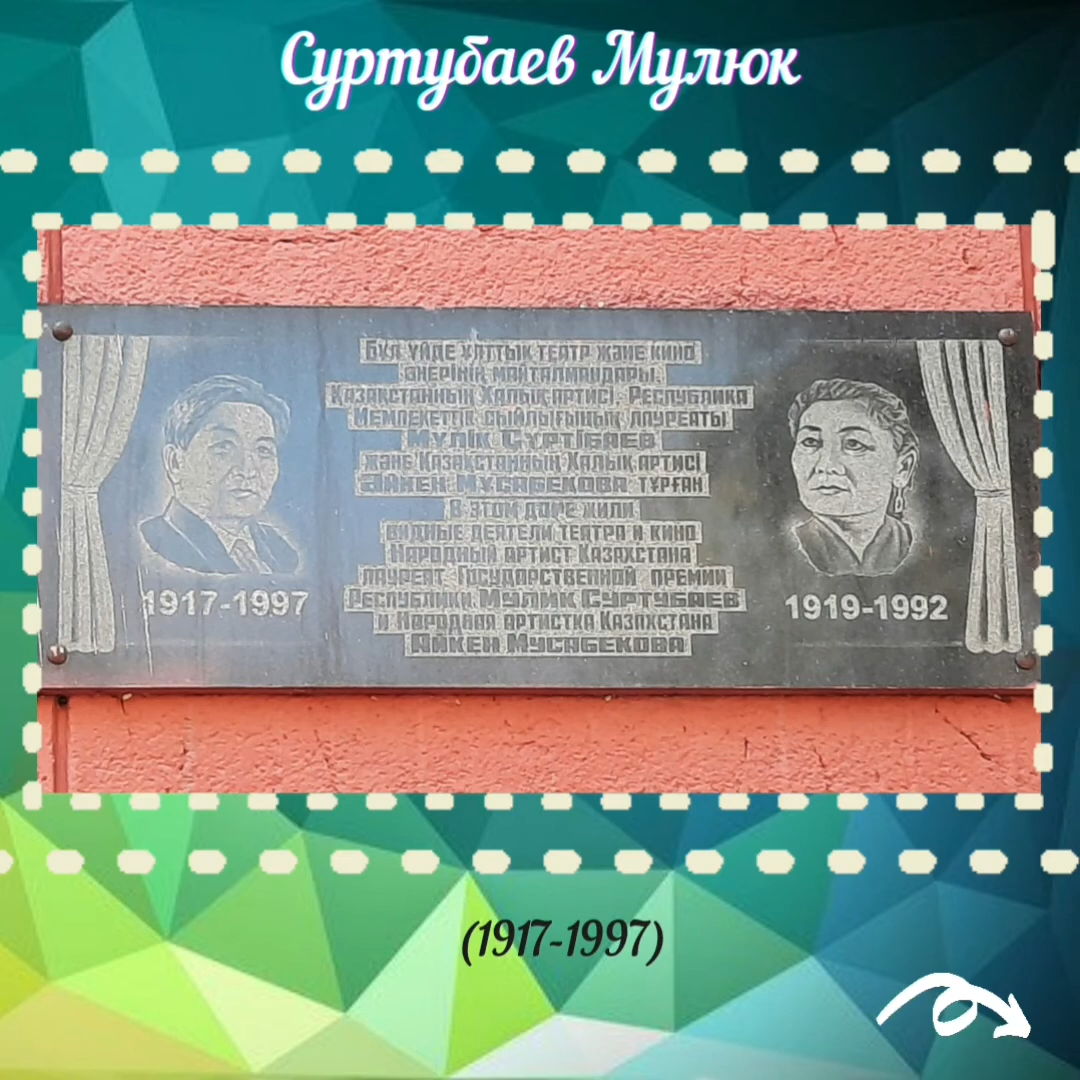 Суртубаев Мулюк
Бұл үйде ұлттық театр және кино
өнерінің майталмандары,
Қазақстанның Халық артисі, Республика
Мемлекеттік сыйлығының лауреаты
Мүлік Сүртібаев
және Қазақстанның Халық артисі
Әйкен Мұсабекова тұрған
В этом доме жили
видные деятели театра и кино
Народный артист Казахстана
лауреат Государственной премии
Республики Мулик Суртубаев
и Народная артистка Казахстана
Айкен Мусабекова
1917-1997
1919-1992
(1917-1997)